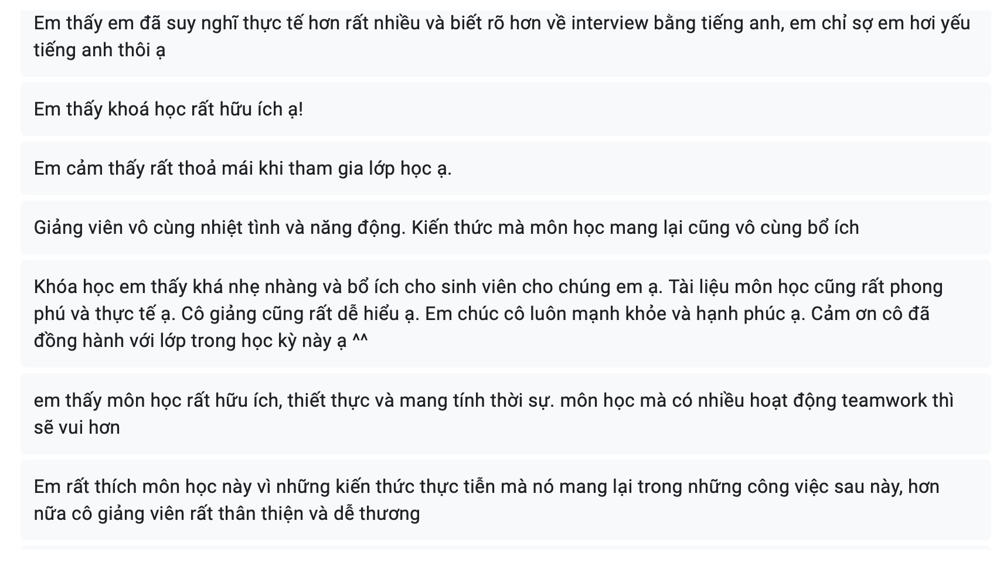 Em thấy em đã suy nghĩ thực tế hơn rất nhiều và biết rõ hơn về interview bằng tiếng anh, em chỉ sợ em hơi yếu
tiếng anh thôi ạ
Em thấy khoá học rất hữu ích ạ!
Em cảm thấy rất thoả mái khi tham gia lớp học ạ.
Giảng viên vô cùng nhiệt tình và năng động. Kiến thức mà môn học mang lại cũng vô cùng bổ ích
Khóa học em thấy khá nhẹ nhàng và bổ ích cho sinh viên cho chúng em ạ. Tài liệu môn học cũng rất phong
phú và thực tế ạ. Cô giảng cũng rất dễ hiểu ạ. Em chúc cô luôn mạnh khỏe và hạnh phúc ạ. Cảm ơn cô đã
đồng hành với lớp trong học kỳ này ạ ^^
em thấy môn học rất hữu ích, thiết thực và mang tính thời sự. môn học mà có nhiều hoạt động teamwork thì
sẽ vui hơn
Em rất thích môn học này vì những kiến thức thực tiễn mà nó mang lại trong những công việc sau này, hơn
nữa cô giảng viên rất thân thiện và dễ thương